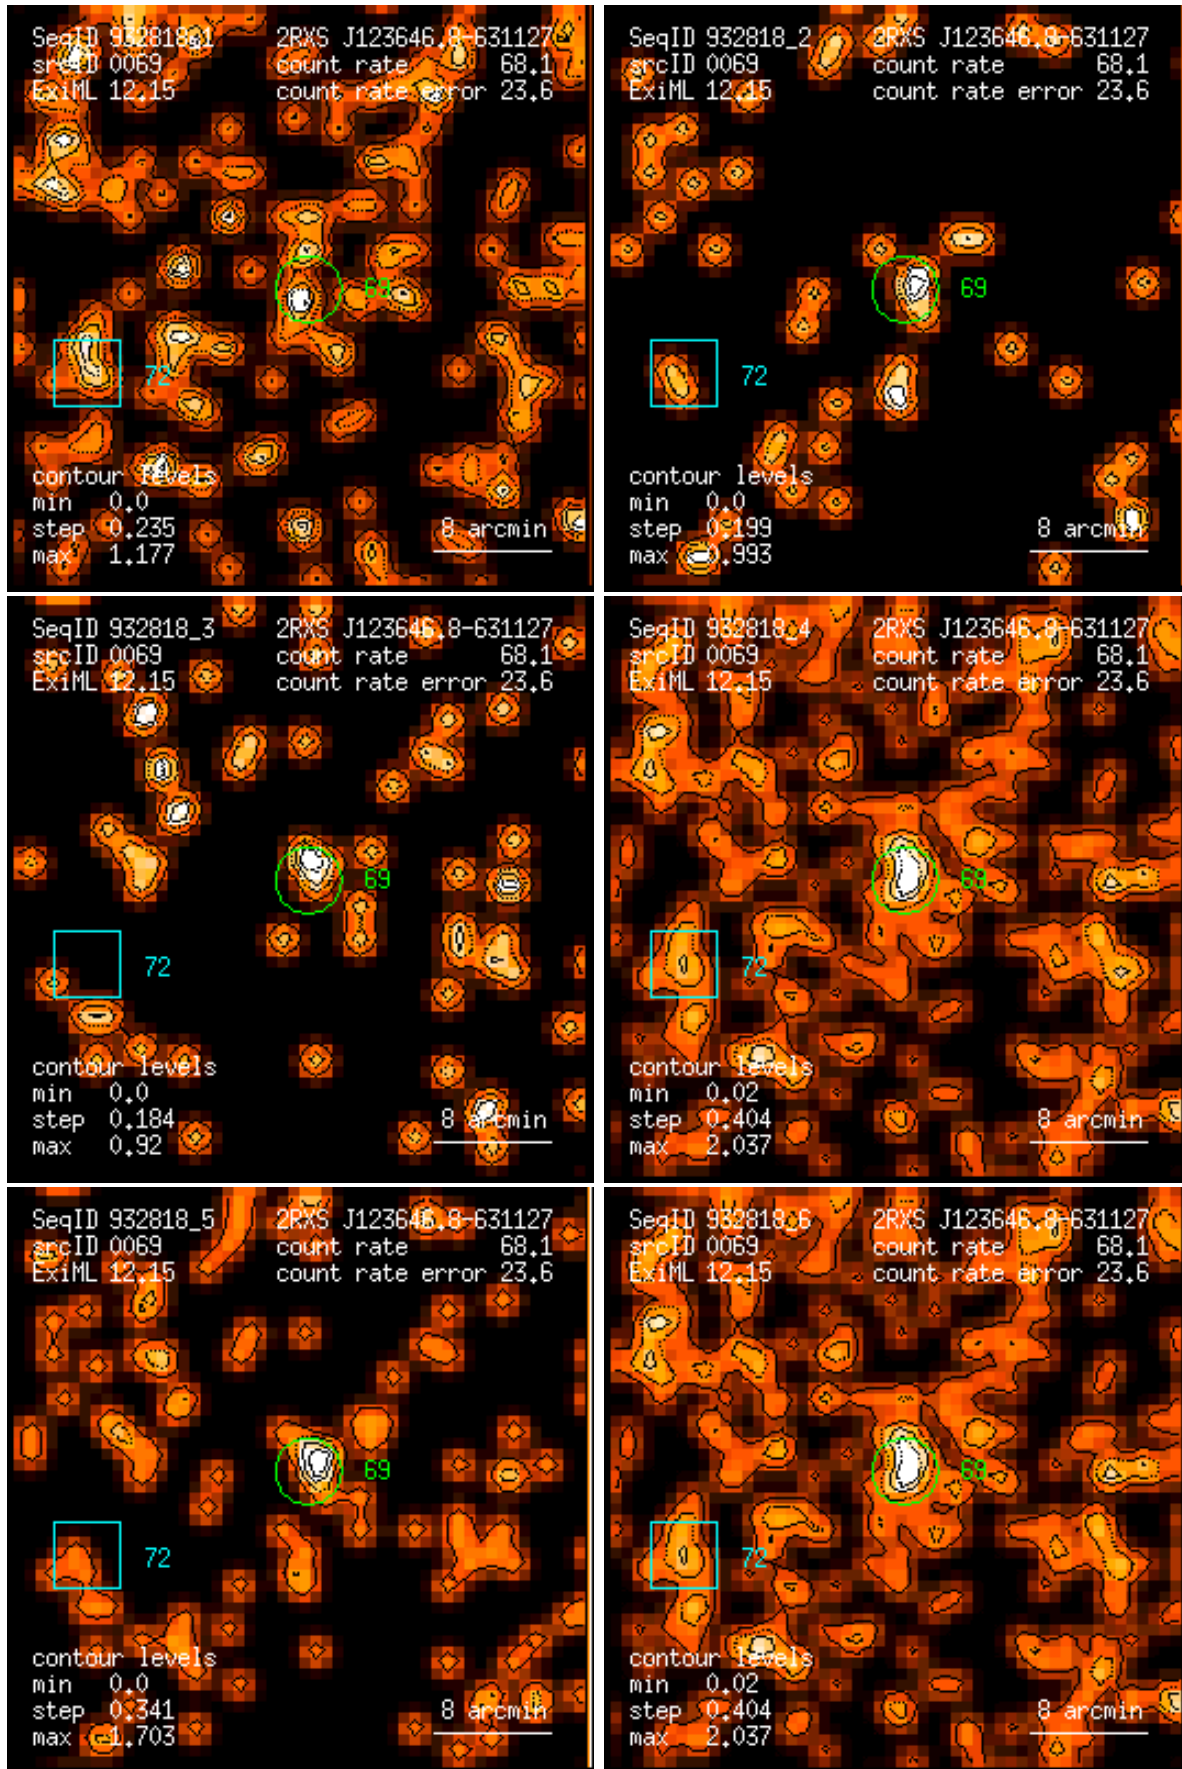 SeqID 932818_1 2RXS J123646.8-631127
srcID 0069 count rate 68.1
ExiML 12.15 count rate error 23.6
69
72
contour levels
min 0.0
step 0.235 8 arcmin
max 1.177
SeqID 932818_2 2RXS J123646.8-631127
srcID 0069 count rate 68.1
ExiML 12.15 count rate error 23.6
69
72
contour levels
min 0.0
step 0.199 8 arcmin
max 0.993
SeqID 932818_3 2RXS J123646.8-631127
srcID 0069 count rate 68.1
ExiML 12.15 count rate error 23.6
69
72
contour levels
min 0.0
step 0.184 8 arcmin
max 0.92
SeqID 932818_4 2RXS J123646.8-631127
srcID 0069 count rate 68.1
ExiML 12.15 count rate error 23.6
69
72
contour levels
min 0.02
step 0.404 8 arcmin
max 2.037
SeqID 932818_5 2RXS J123646.8-631127
srcID 0069 count rate 68.1
ExiML 12.15 count rate error 23.6
69
72
contour levels
min 0.0
step 0.341 8 arcmin
max 1.703
SeqID 932818_6 2RXS J123646.8-631127
srcID 0069 count rate 68.1
ExiML 12.15 count rate error 23.6
69
72
contour levels
min 0.02
step 0.404 8 arcmin
max 2.037